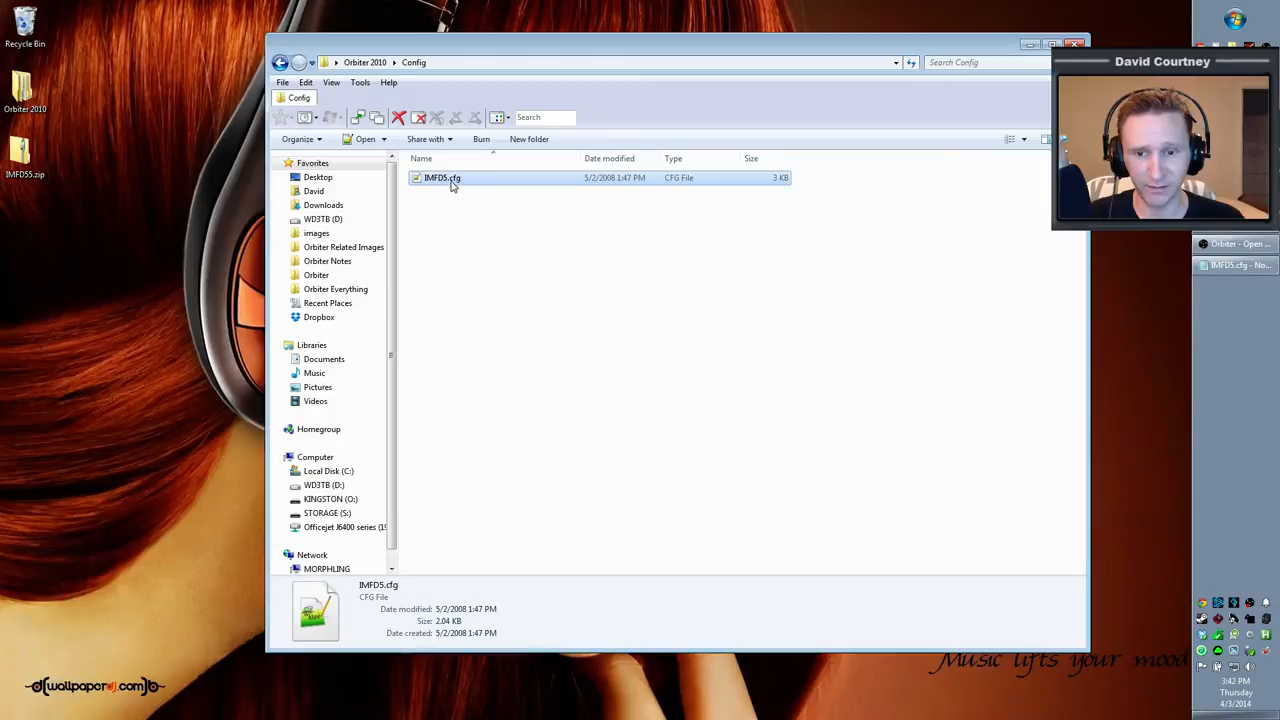 Recycle Bin
Orbiter 2010
IMFD55.zip
Orbiter 2010
Config
Search Config
File
Edit
View
Tools
Help
Config
Search
Organize
Open
Share with
Burn
New folder
Name
Date modified
Type
Size
IMFD5.cfg
5/2/2008 1:47 PM
CFG File
3 KB
Favorites
Desktop
David
Downloads
WD3TB (D)
images
Orbiter Related Images
Orbiter Notes
Orbiter
Orbiter Everything
Recent Places
Dropbox
Libraries
Documents
Music
Pictures
Videos
Homegroup
Computer
Local Disk (C:)
WD3TB (D:)
KINGSTON (O:)
STORAGE (S:)
Officejet J6400 series (19
Network
MORPHLING
IMFD5.cfg
CFG File
Date modified: 5/2/2008 1:47 PM
Size: 2.04 KB
Date created: 5/2/2008 1:47 PM
David Courtney
Orbiter - Open ...
IMFD5.cfg - No...
Music lifts your mood
wallpaperdj.com
3:42 PM
Thursday
4/3/2014